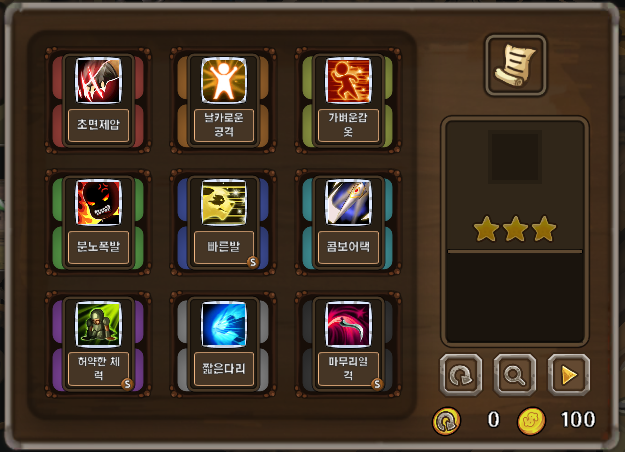 초면제압
날카로운
공격
가벼운갑
옷
분노폭발
빠른발
S
콤보어택
허약한 체
력
S
짧은다리
마무리일
격
S
0
100